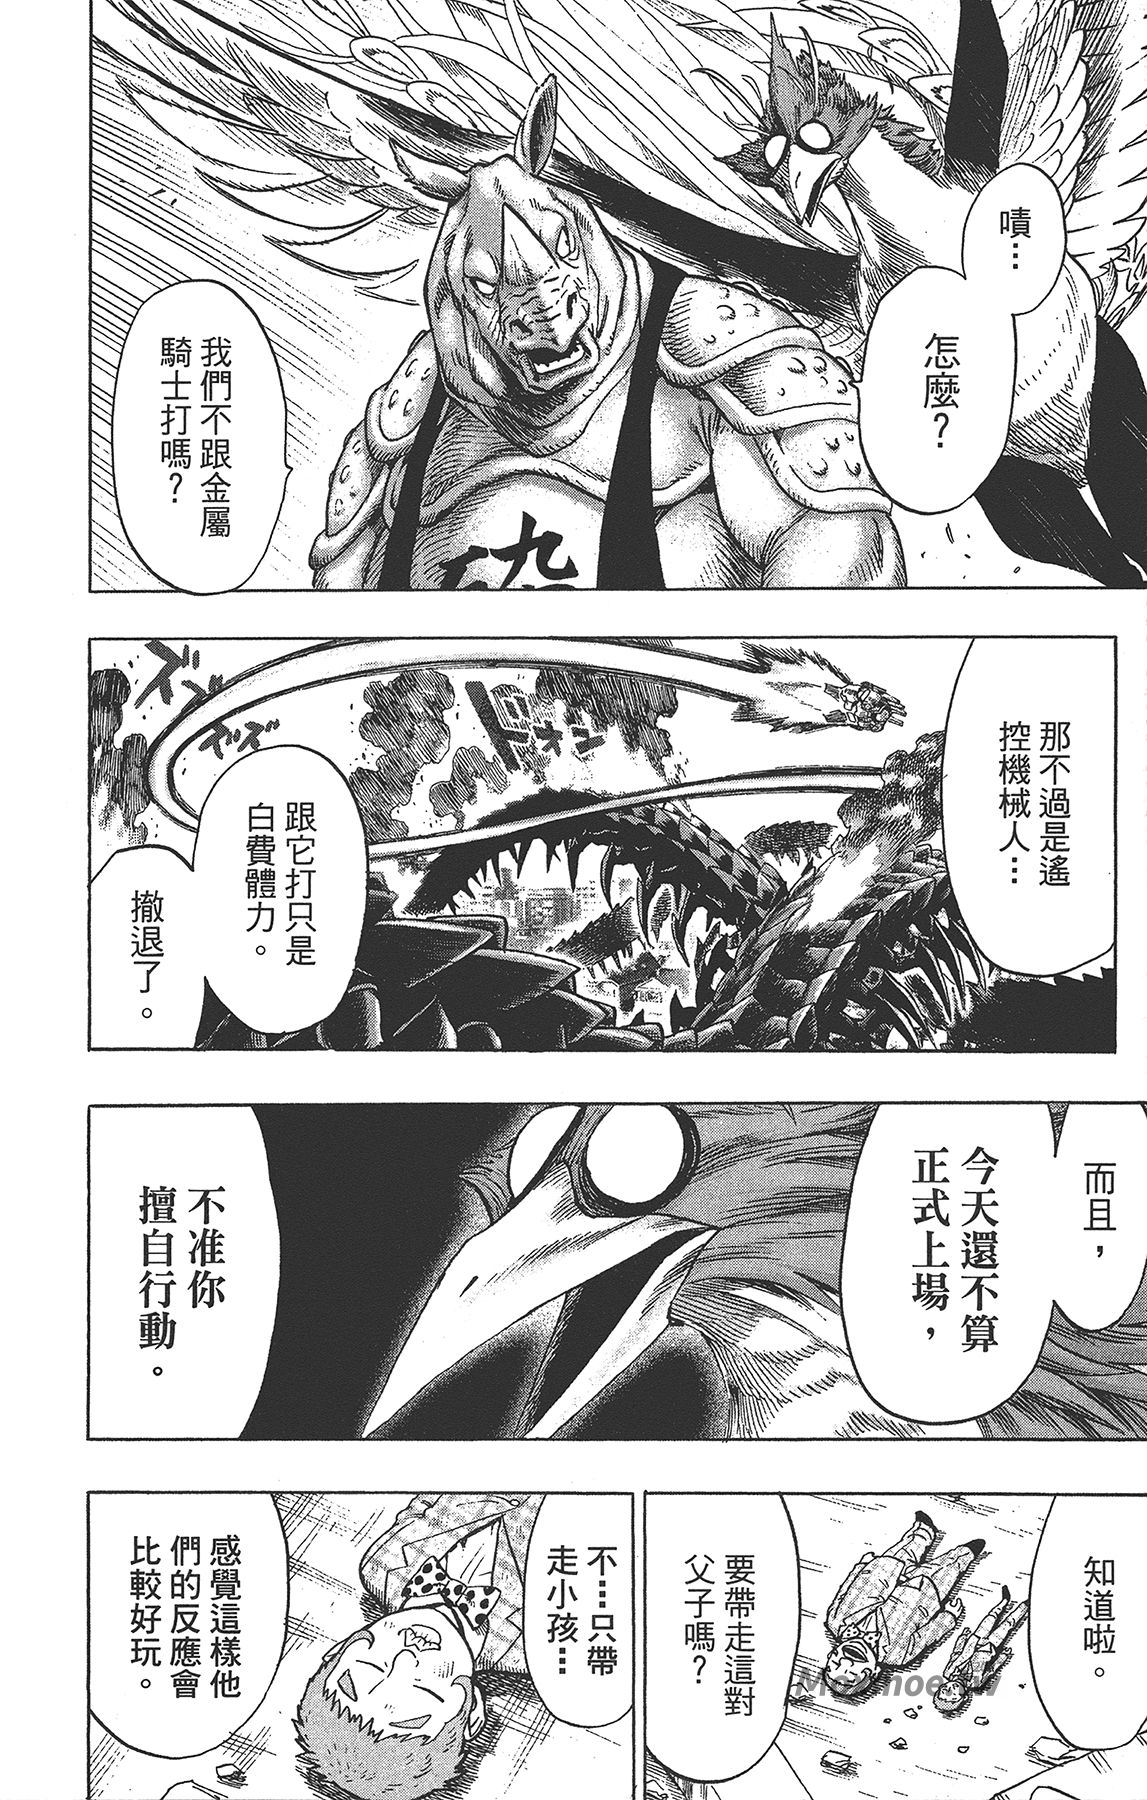 嘖…
怎麼？
我們不跟金屬
騎士打嗎？
那不過是遙
控機械人…
跟它打只是
白費體力。
撤退了。
而且，
今天還不算
正式上場，
不准你
擅自行動。
知道啦。
要帶走這對
父子嗎？
不…只帶
走小孩…
感覺這樣他
們的反應會
比較好玩。